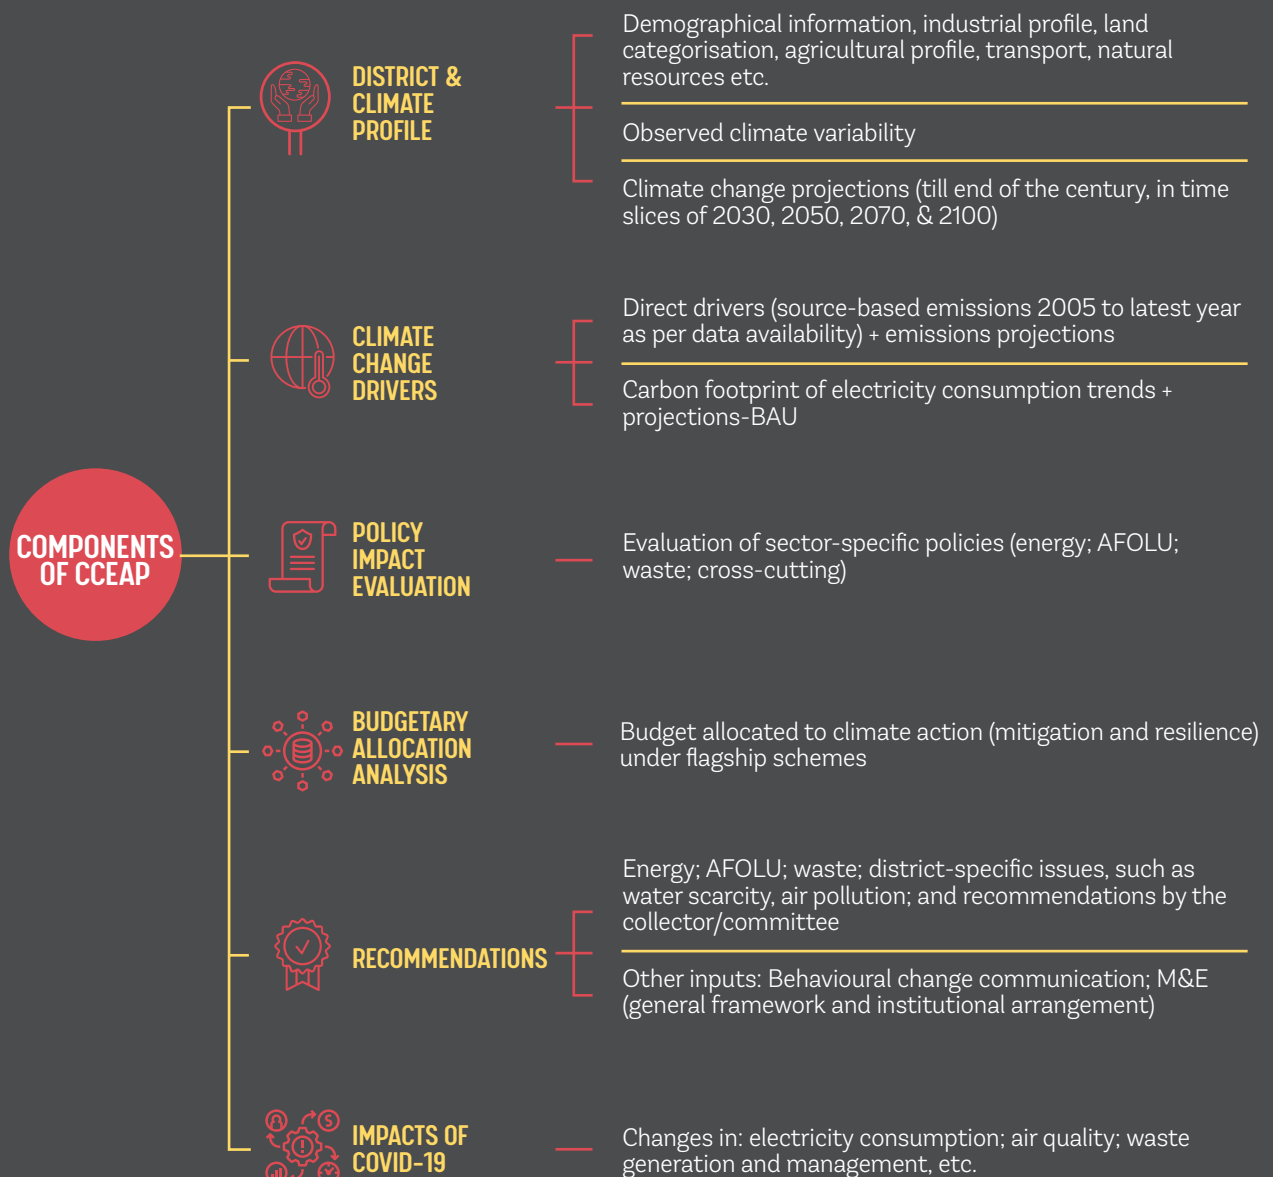 COMPONENTS
OF CCEAP
DISTRICT &
CLIMATE
PROFILE
Demographical information, industrial profile, land
categorisation, agricultural profile, transport, natural
resources etc.
Observed climate variability
Climate change projections (till end of the century, in time
slices of 2030, 2050, 2070, & 2100)
CLIMATE
CHANGE
DRIVERS
Direct drivers (source-based emissions 2005 to latest year
as per data availability) + emissions projections
Carbon footprint of electricity consumption trends +
projections-BAU
POLICY
IMPACT
EVALUATION
Evaluation of sector-specific policies (energy; AFOLU;
waste; cross-cutting)
BUDGETARY
ALLOCATION
ANALYSIS
Budget allocated to climate action (mitigation and resilience)
under flagship schemes
RECOMMENDATIONS
Energy; AFOLU; waste; district-specific issues, such as
water scarcity, air pollution; and recommendations by the
collector/committee
Other inputs: Behavioural change communication; M&E
(general framework and institutional arrangement)
IMPACTS OF
COVID-19
Changes in: electricity consumption; air quality; waste
generation and management, etc.